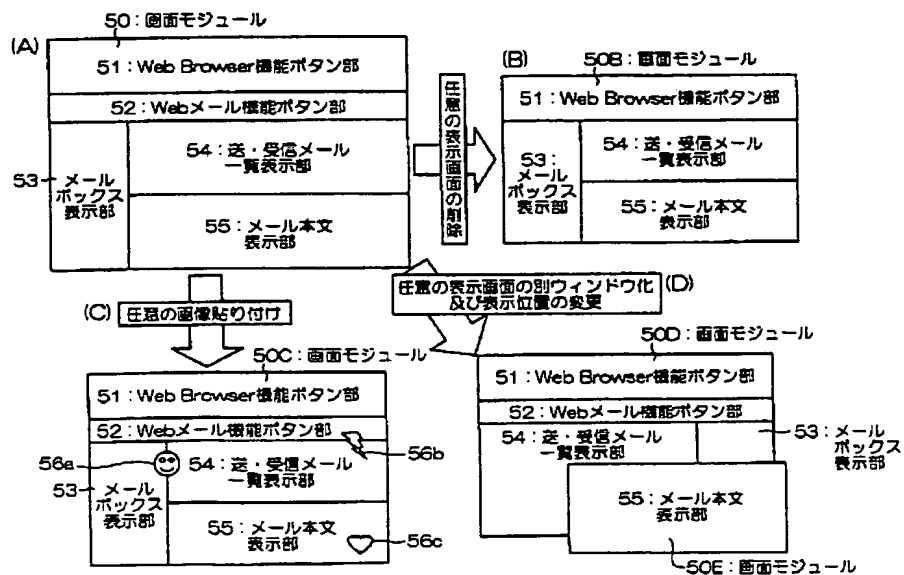 50：画面モジュール
(A)
51：Web Browser機能ボタン部
52：Webメール機能ボタン部
53
メール
ボックス
表示部
54：送・受信メール
一覧表示部
55：メール本文
表示部
任意の表示画面の削除
(B)
50B：画面モジュール
51：Web Browser機能ボタン部
53：
メール
ボックス
表示部
54：送・受信メール
一覧表示部
55：メール本文
表示部
(C)
任意の画像貼り付け
任意の表示画面の別ウィンドウ化
及び表示位置の変更
(D)
50C：画面モジュール
51：Web Browser機能ボタン部
52：Webメール機能ボタン部
56a
56b
53
メール
ボックス
表示部
54：送・受信メール
一覧表示部
55：メール本文
表示部
56c
50D：画面モジュール
51：Web Browser機能ボタン部
52：Webメール機能ボタン部
54：送・受信メール
一覧表示部
53：メール
ボックス
表示部
55：メール本文
表示部
50E：画面モジュール